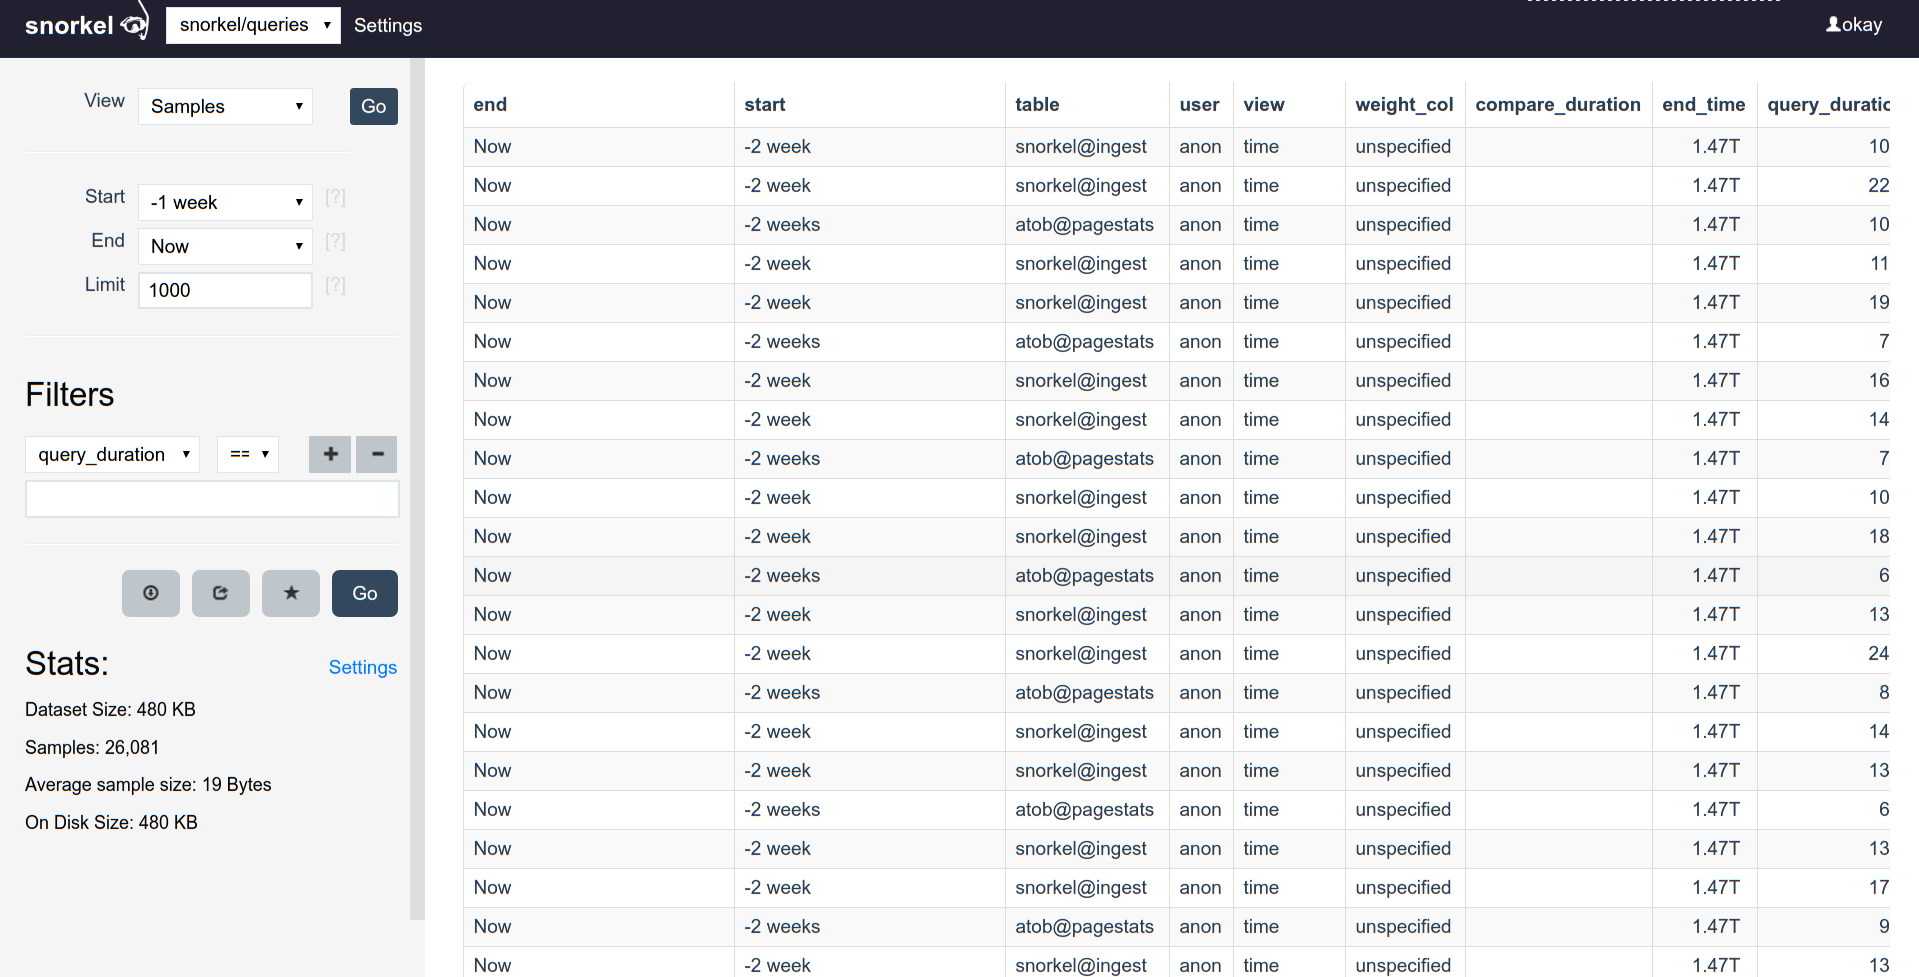 snorkel snorkel/queries Settings okay
View Samples Go
Start -1 week [?]
End Now [?]
Limit 1000 [?]
Filters
query_duration == + −
Go
Stats: Settings
Dataset Size: 480 KB
Samples: 26,081
Average sample size: 19 Bytes
On Disk Size: 480 KB
end start table user view weight_col compare_duration end_time query_duratio
Now -2 week snorkel@ingest anon time unspecified 1.47T 10
Now -2 week snorkel@ingest anon time unspecified 1.47T 22
Now -2 weeks atob@pagestats anon time unspecified 1.47T 10
Now -2 week snorkel@ingest anon time unspecified 1.47T 11
Now -2 week snorkel@ingest anon time unspecified 1.47T 19
Now -2 weeks atob@pagestats anon time unspecified 1.47T 7
Now -2 week snorkel@ingest anon time unspecified 1.47T 16
Now -2 week snorkel@ingest anon time unspecified 1.47T 14
Now -2 weeks atob@pagestats anon time unspecified 1.47T 7
Now -2 week snorkel@ingest anon time unspecified 1.47T 10
Now -2 week snorkel@ingest anon time unspecified 1.47T 18
Now -2 weeks atob@pagestats anon time unspecified 1.47T 6
Now -2 week snorkel@ingest anon time unspecified 1.47T 13
Now -2 week snorkel@ingest anon time unspecified 1.47T 24
Now -2 weeks atob@pagestats anon time unspecified 1.47T 8
Now -2 week snorkel@ingest anon time unspecified 1.47T 14
Now -2 week snorkel@ingest anon time unspecified 1.47T 13
Now -2 weeks atob@pagestats anon time unspecified 1.47T 6
Now -2 week snorkel@ingest anon time unspecified 1.47T 13
Now -2 week snorkel@ingest anon time unspecified 1.47T 17
Now -2 weeks atob@pagestats anon time unspecified 1.47T 9
Now -2 week snorkel@ingest anon time unspecified 1.47T 13